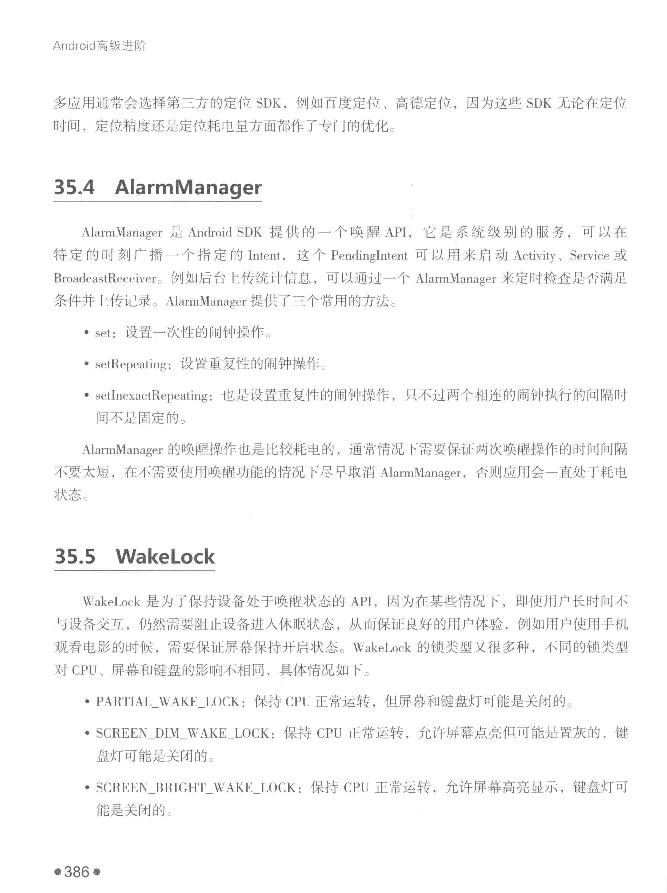 Android高级进阶
多应用通常会选择第三方的定位 SDK，例如百度定位、高德定位，因为这些 SDK 无论在定位
时间、定位精度还是定位耗电量方面都作了专门的优化。
35.4 AlarmManager
AlarmManager 是 Android SDK 提供的一个唤醒 API，它是系统级别的服务，可以在
特定的时刻广播一个指定的 Intent，这个 PendingIntent 可以用来启动 Activity、Service 或
BroadcastReceiver。例如后台上传统计信息，可以通过一个 AlarmManager 来定时检查是否满足
条件并上传记录。AlarmManager 提供了三个常用的方法。
• set：设置一次性的闹钟操作。
• setRepeating：设置重复性的闹钟操作。
• setInexactRepeating：也是设置重复性的闹钟操作，只不过两个相连的闹钟执行的间隔时
间不是固定的。
AlarmManager 的唤醒操作也是比较耗电的，通常情况下需要保证两次唤醒操作的时间间隔
不要太短，在不需要使用唤醒功能的情况下尽早取消 AlarmManager，否则应用会一直处于耗电
状态。
35.5 WakeLock
WakeLock 是为了保持设备处于唤醒状态的 API，因为在某些情况下，即使用户长时间不
与设备交互，仍然需要阻止设备进入休眠状态，从而保证良好的用户体验，例如用户使用手机
观看电影的时候，需要保证屏幕保持开启状态。WakeLock 的锁类型又很多种，不同的锁类型
对 CPU、屏幕和键盘的影响不相同，具体情况如下。
• PARTIAL_WAKE_LOCK：保持 CPU 正常运转，但屏幕和键盘灯可能是关闭的。
• SCREEN_DIM_WAKE_LOCK：保持 CPU 正常运转，允许屏幕点亮但可能是置灰的，键
盘灯可能是关闭的。
• SCREEN_BRIGHT_WAKE_LOCK：保持 CPU 正常运转，允许屏幕高亮显示，键盘灯可
能是关闭的。
●386●